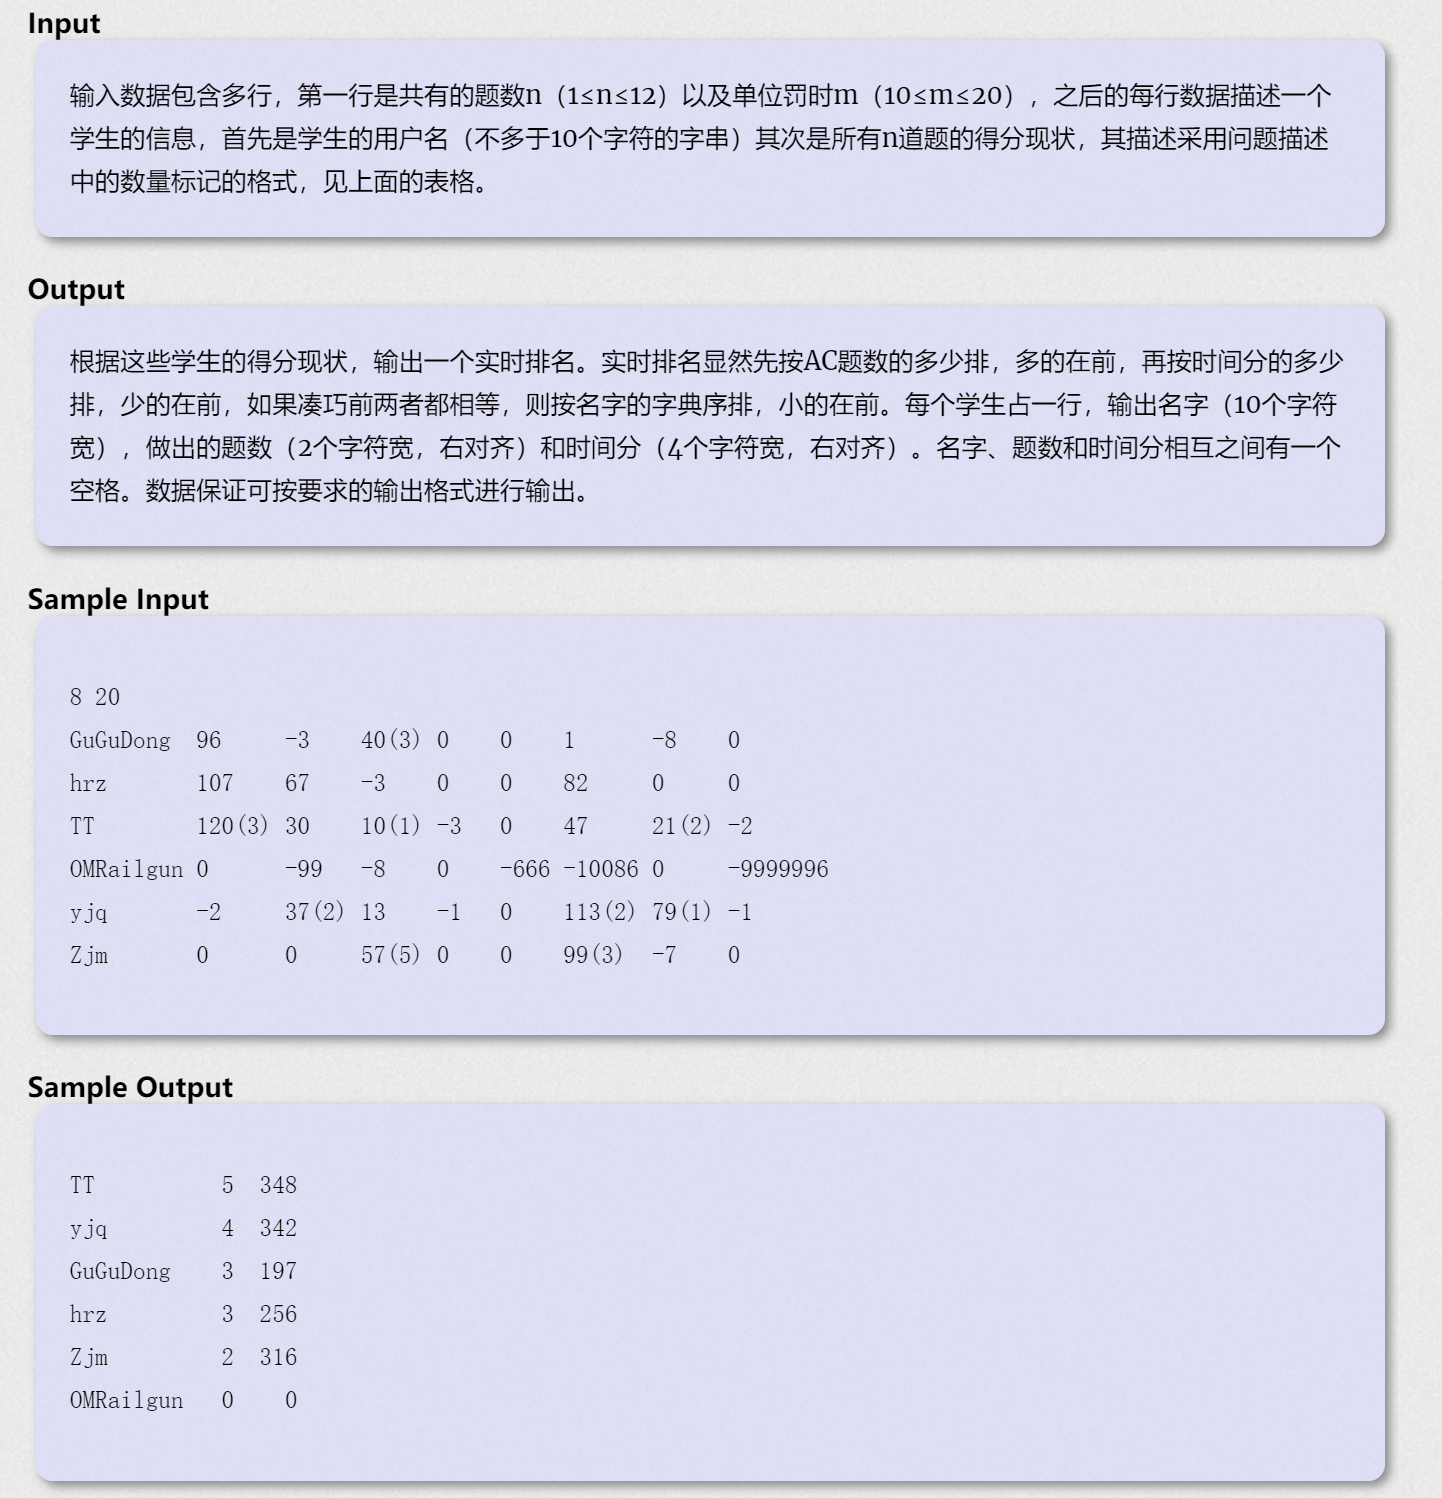 Input
输入数据包含多行，第一行是共有的题数n（1≤n≤12）以及单位罚时m（10≤m≤20），之后的每行数据描述一个
学生的信息，首先是学生的用户名（不多于10个字符的字串）其次是所有n道题的得分现状，其描述采用问题描述
中的数量标记的格式，见上面的表格。
Output
根据这些学生的得分现状，输出一个实时排名。实时排名显然先按AC题数的多少排，多的在前，再按时间分的多少
排，少的在前，如果凑巧前两者都相等，则按名字的字典序排，小的在前。每个学生占一行，输出名字（10个字符
宽），做出的题数（2个字符宽，右对齐）和时间分（4个字符宽，右对齐）。名字、题数和时间分相互之间有一个
空格。数据保证可按要求的输出格式进行输出。
Sample Input
8 20
GuGuDong  96     -3    40(3) 0    0    1      -8    0
hrz       107    67    -3    0    0    82     0     0
TT        120(3) 30    10(1) -3   0    47     21(2) -2
OMRailgun 0      -99   -8    0    -666 -10086 0     -9999996
yjq       -2     37(2) 13    -1   0    113(2) 79(1) -1
Zjm       0      0     57(5) 0    0    99(3)  -7    0
Sample Output
TT          5  348
yjq         4  342
GuGuDong    3  197
hrz         3  256
Zjm         2  316
OMRailgun   0    0